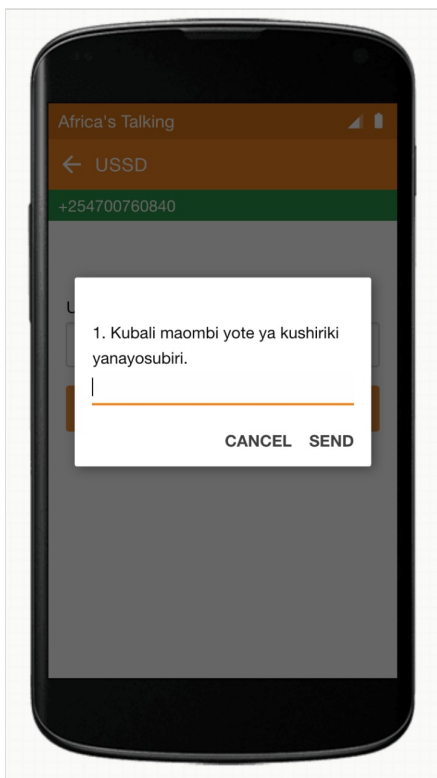 Africa's Talking
USSD
+254700760840
U
1. Kubali maombi yote ya kushiriki
yanayosubiri.
CANCEL SEND